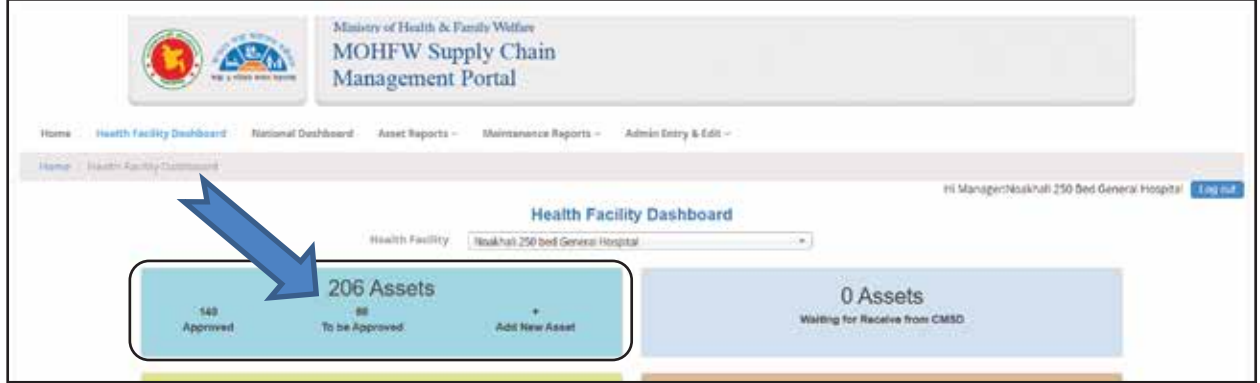 Ministry of Health & Family Welfare
MOHFW Supply Chain
Management Portal
Home Health Facility Dashboard National Dashboard Asset Reports Maintenance Reports Admin Entry & Edit
Home / Health Facility Dashboard
Hi Manager:Noakhali 250 Bed General Hospital Log out
Health Facility Dashboard
Health Facility Noakhali 250 bed General Hospital
206 Assets
Approved To be Approved + Add New Asset
0 Assets
Waiting for Receive from CMSD